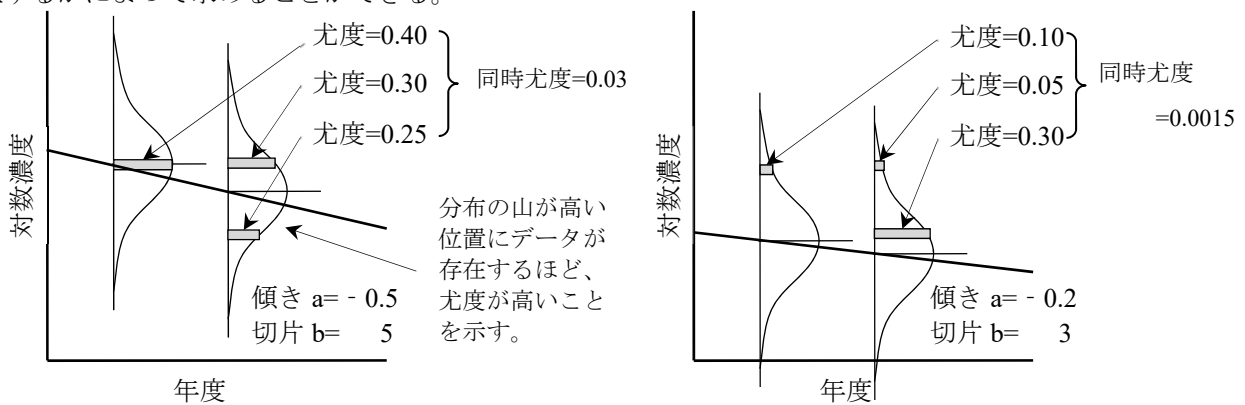 尤度=0.40
尤度=0.30
尤度=0.25
同時尤度=0.03
対数濃度
分布の山が高い
位置にデータが
存在するほど、
尤度が高いこと
を示す。
傾き a=‐0.5
切片 b= 5
年度
尤度=0.10
尤度=0.05
尤度=0.30
同時尤度
=0.0015
対数濃度
傾き a=‐0.2
切片 b= 3
年度